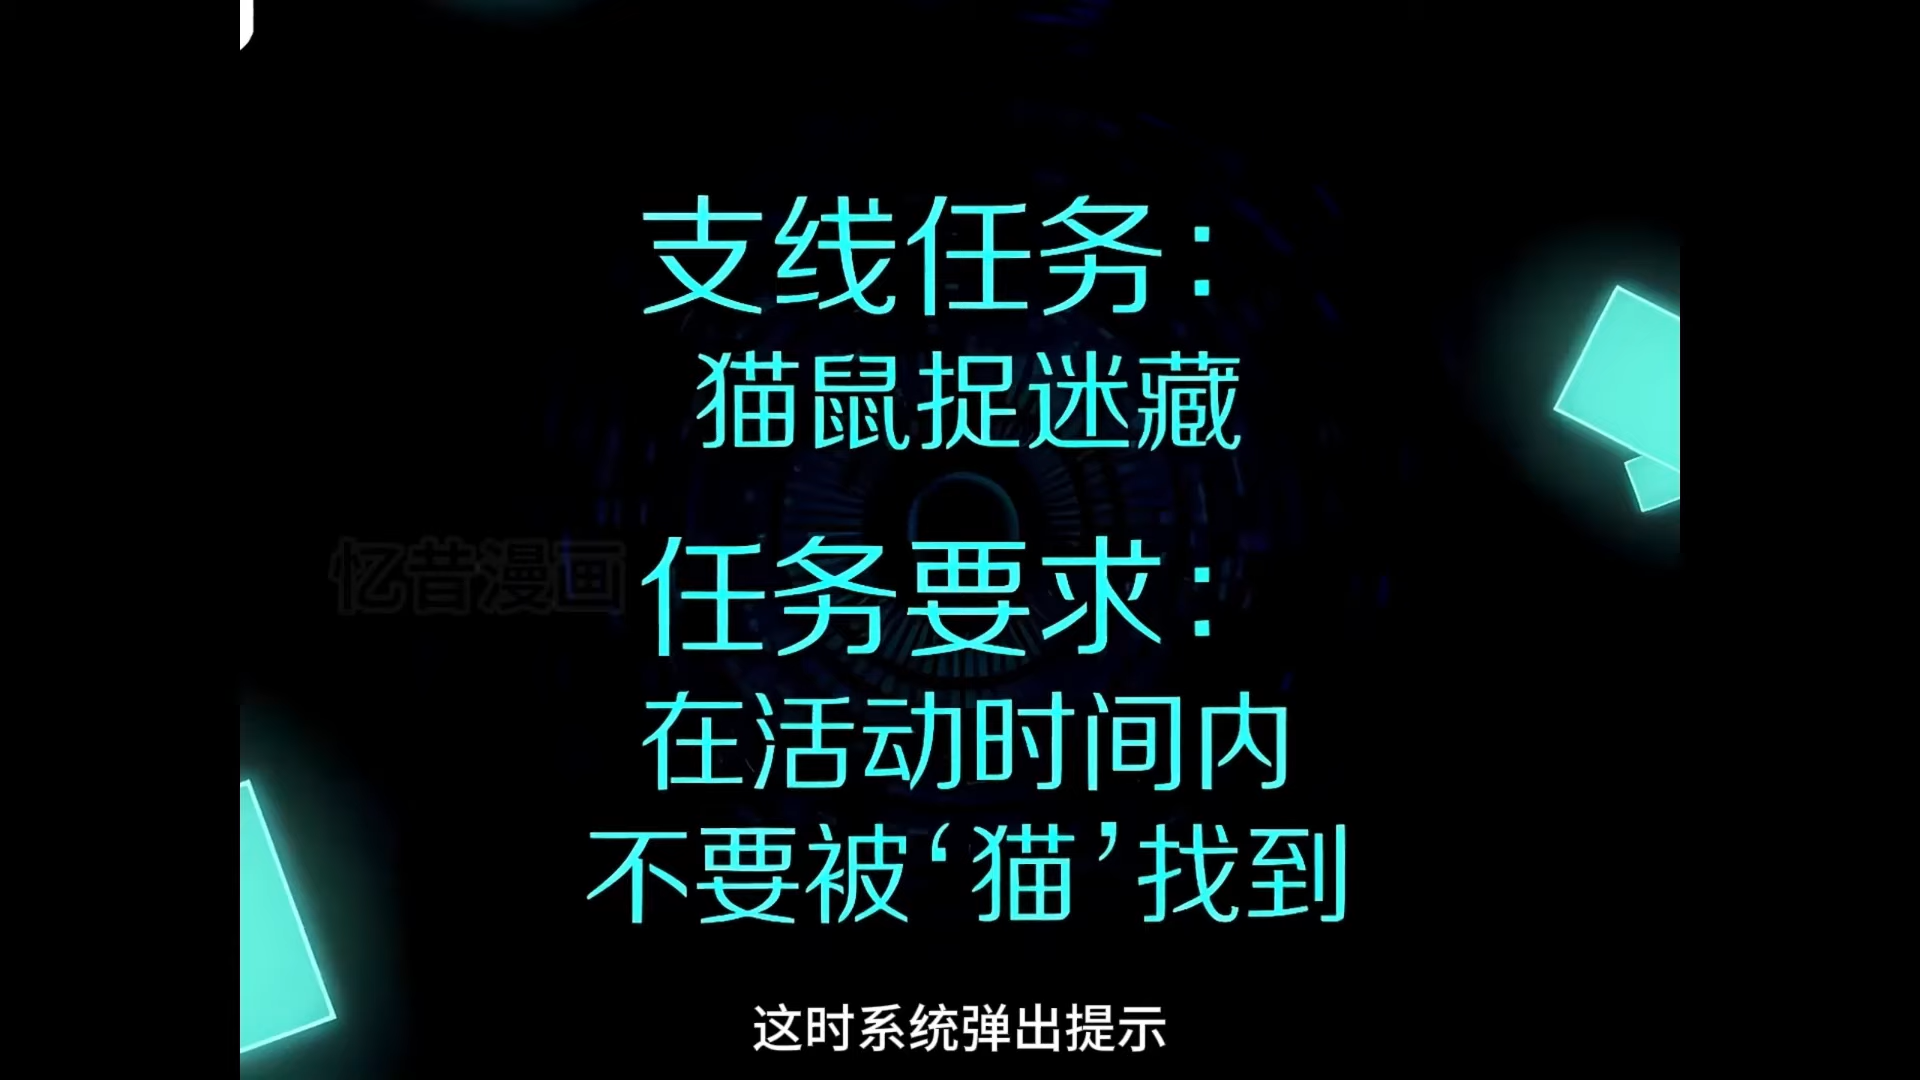 支线任务：
猫鼠捉迷藏
忆昔漫画
任务要求：
在活动时间内
不要被‘猫’找到
这时系统弹出提示